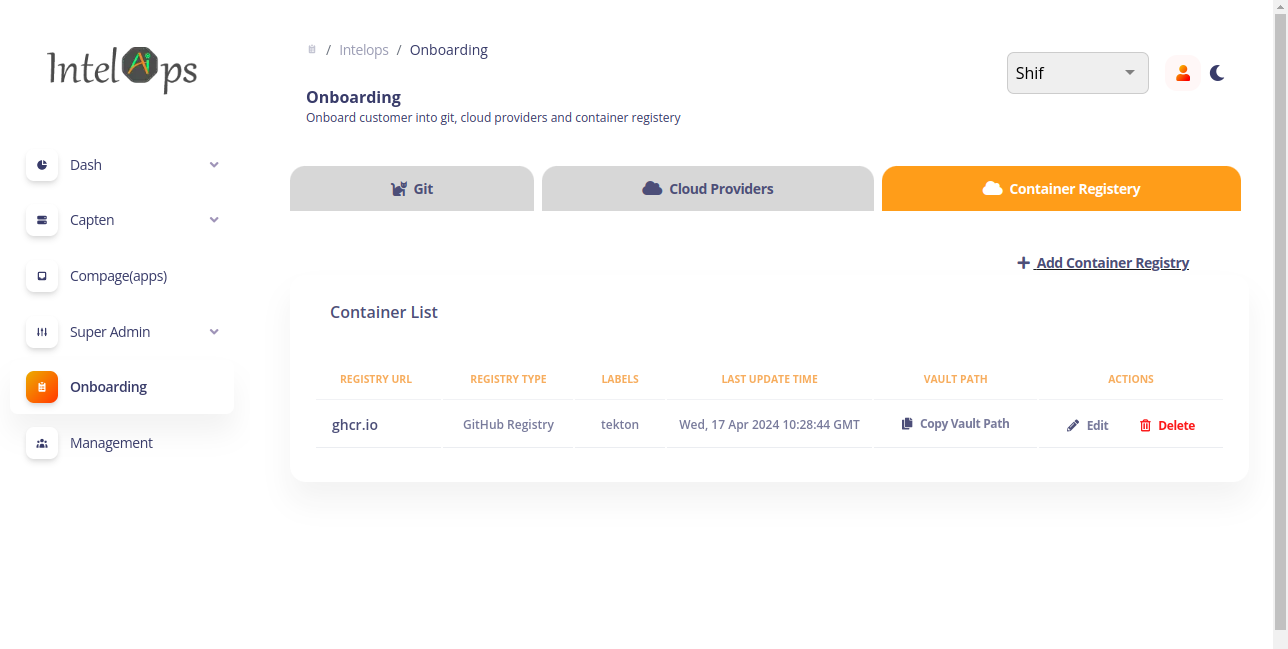 IntelOps
/ Intelops / Onboarding
Shif
Onboarding
Onboard customer into git, cloud providers and container registery
Dash
Capten
Compage(apps)
Super Admin
Onboarding
Management
Git
Cloud Providers
Container Registery
Add Container Registry
Container List
REGISTRY URL REGISTRY TYPE LABELS LAST UPDATE TIME VAULT PATH ACTIONS
ghcr.io GitHub Registry tekton Wed, 17 Apr 2024 10:28:44 GMT Copy Vault Path Edit Delete